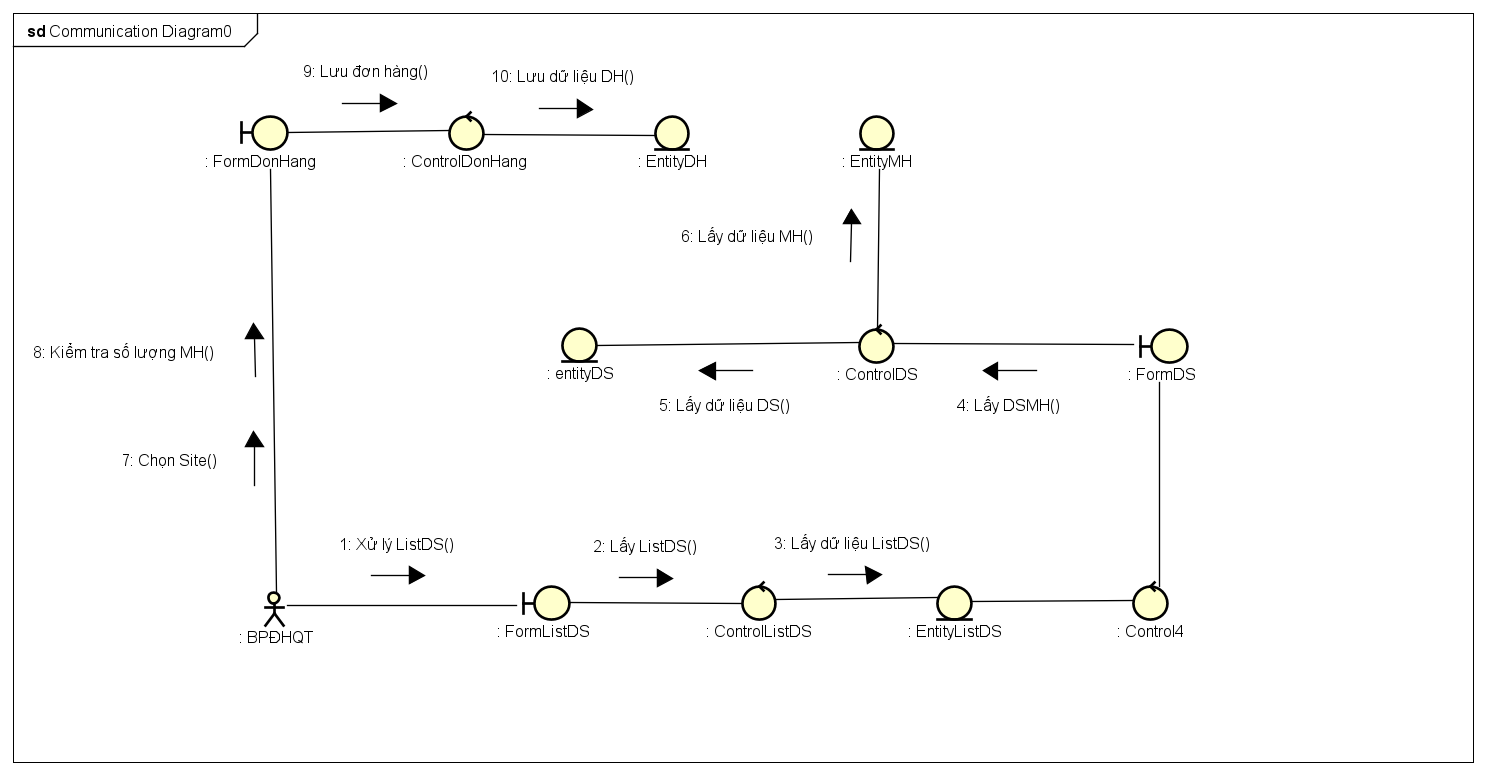 sd Communication Diagram0
9: Lưu đơn hàng()
10: Lưu dữ liệu DH()
: FormDonHang
: ControlDonHang
: EntityDH
: EntityMH
6: Lấy dữ liệu MH()
8: Kiểm tra số lượng MH()
: entityDS
: ControlDS
: FormDS
5: Lấy dữ liệu DS()
4: Lấy DSMH()
7: Chọn Site()
1: Xử lý ListDS()
2: Lấy ListDS()
3: Lấy dữ liệu ListDS()
: BPĐHQT
: FormListDS
: ControlListDS
: EntityListDS
: Control4